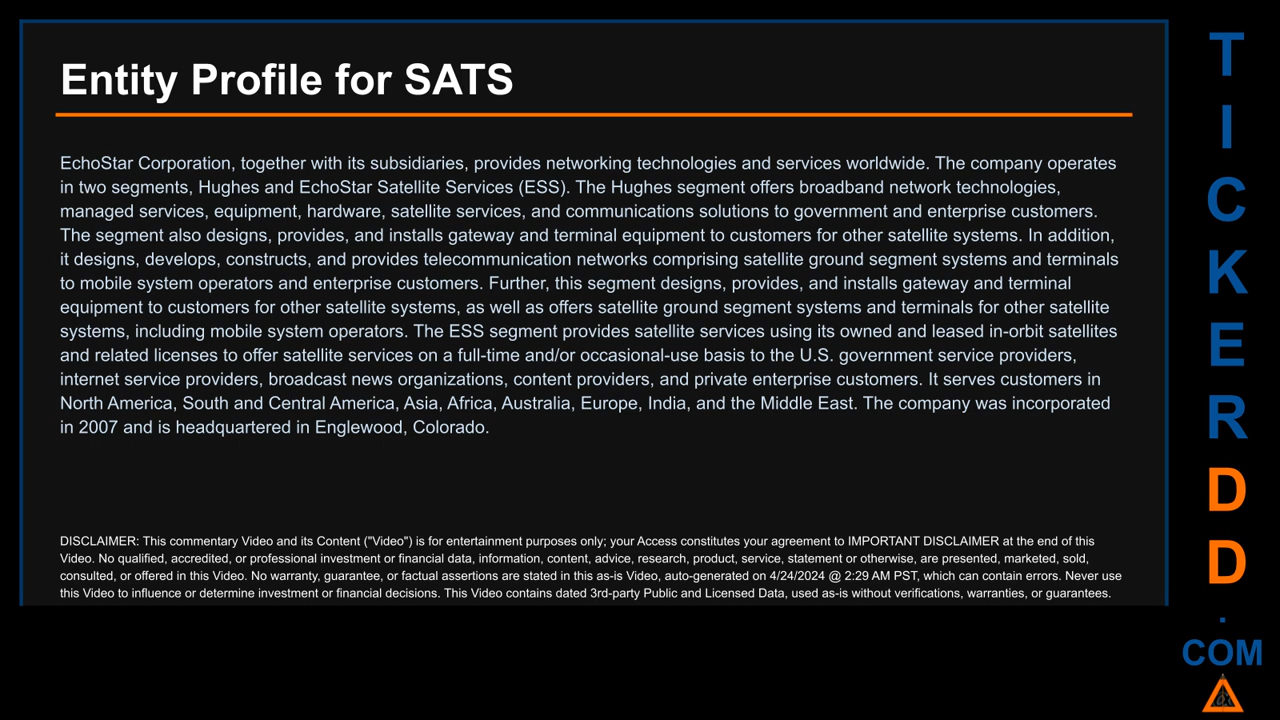 Entity Profile for SATS
EchoStar Corporation, together with its subsidiaries, provides networking technologies and services worldwide. The company operates
in two segments, Hughes and EchoStar Satellite Services (ESS). The Hughes segment offers broadband network technologies,
managed services, equipment, hardware, satellite services, and communications solutions to government and enterprise customers.
The segment also designs, provides, and installs gateway and terminal equipment to customers for other satellite systems. In addition,
it designs, develops, constructs, and provides telecommunication networks comprising satellite ground segment systems and terminals
to mobile system operators and enterprise customers. Further, this segment designs, provides, and installs gateway and terminal
equipment to customers for other satellite systems, as well as offers satellite ground segment systems and terminals for other satellite
systems, including mobile system operators. The ESS segment provides satellite services using its owned and leased in-orbit satellites
and related licenses to offer satellite services on a full-time and/or occasional-use basis to the U.S. government service providers,
internet service providers, broadcast news organizations, content providers, and private enterprise customers. It serves customers in
North America, South and Central America, Asia, Africa, Australia, Europe, India, and the Middle East. The company was incorporated
in 2007 and is headquartered in Englewood, Colorado.
DISCLAIMER: This commentary Video and its Content ("Video") is for entertainment purposes only; your Access constitutes your agreement to IMPORTANT DISCLAIMER at the end of this
Video. No qualified, accredited, or professional investment or financial data, information, content, advice, research, product, service, statement or otherwise, are presented, marketed, sold,
consulted, or offered in this Video. No warranty, guarantee, or factual assertions are stated in this as-is Video, auto-generated on 4/24/2024 @ 2:29 AM PST, which can contain errors. Never use
this Video to influence or determine investment or financial decisions. This Video contains dated 3rd-party Public and Licensed Data, used as-is without verifications, warranties, or guarantees.
T
I
C
K
E
R
D
D
.
COM